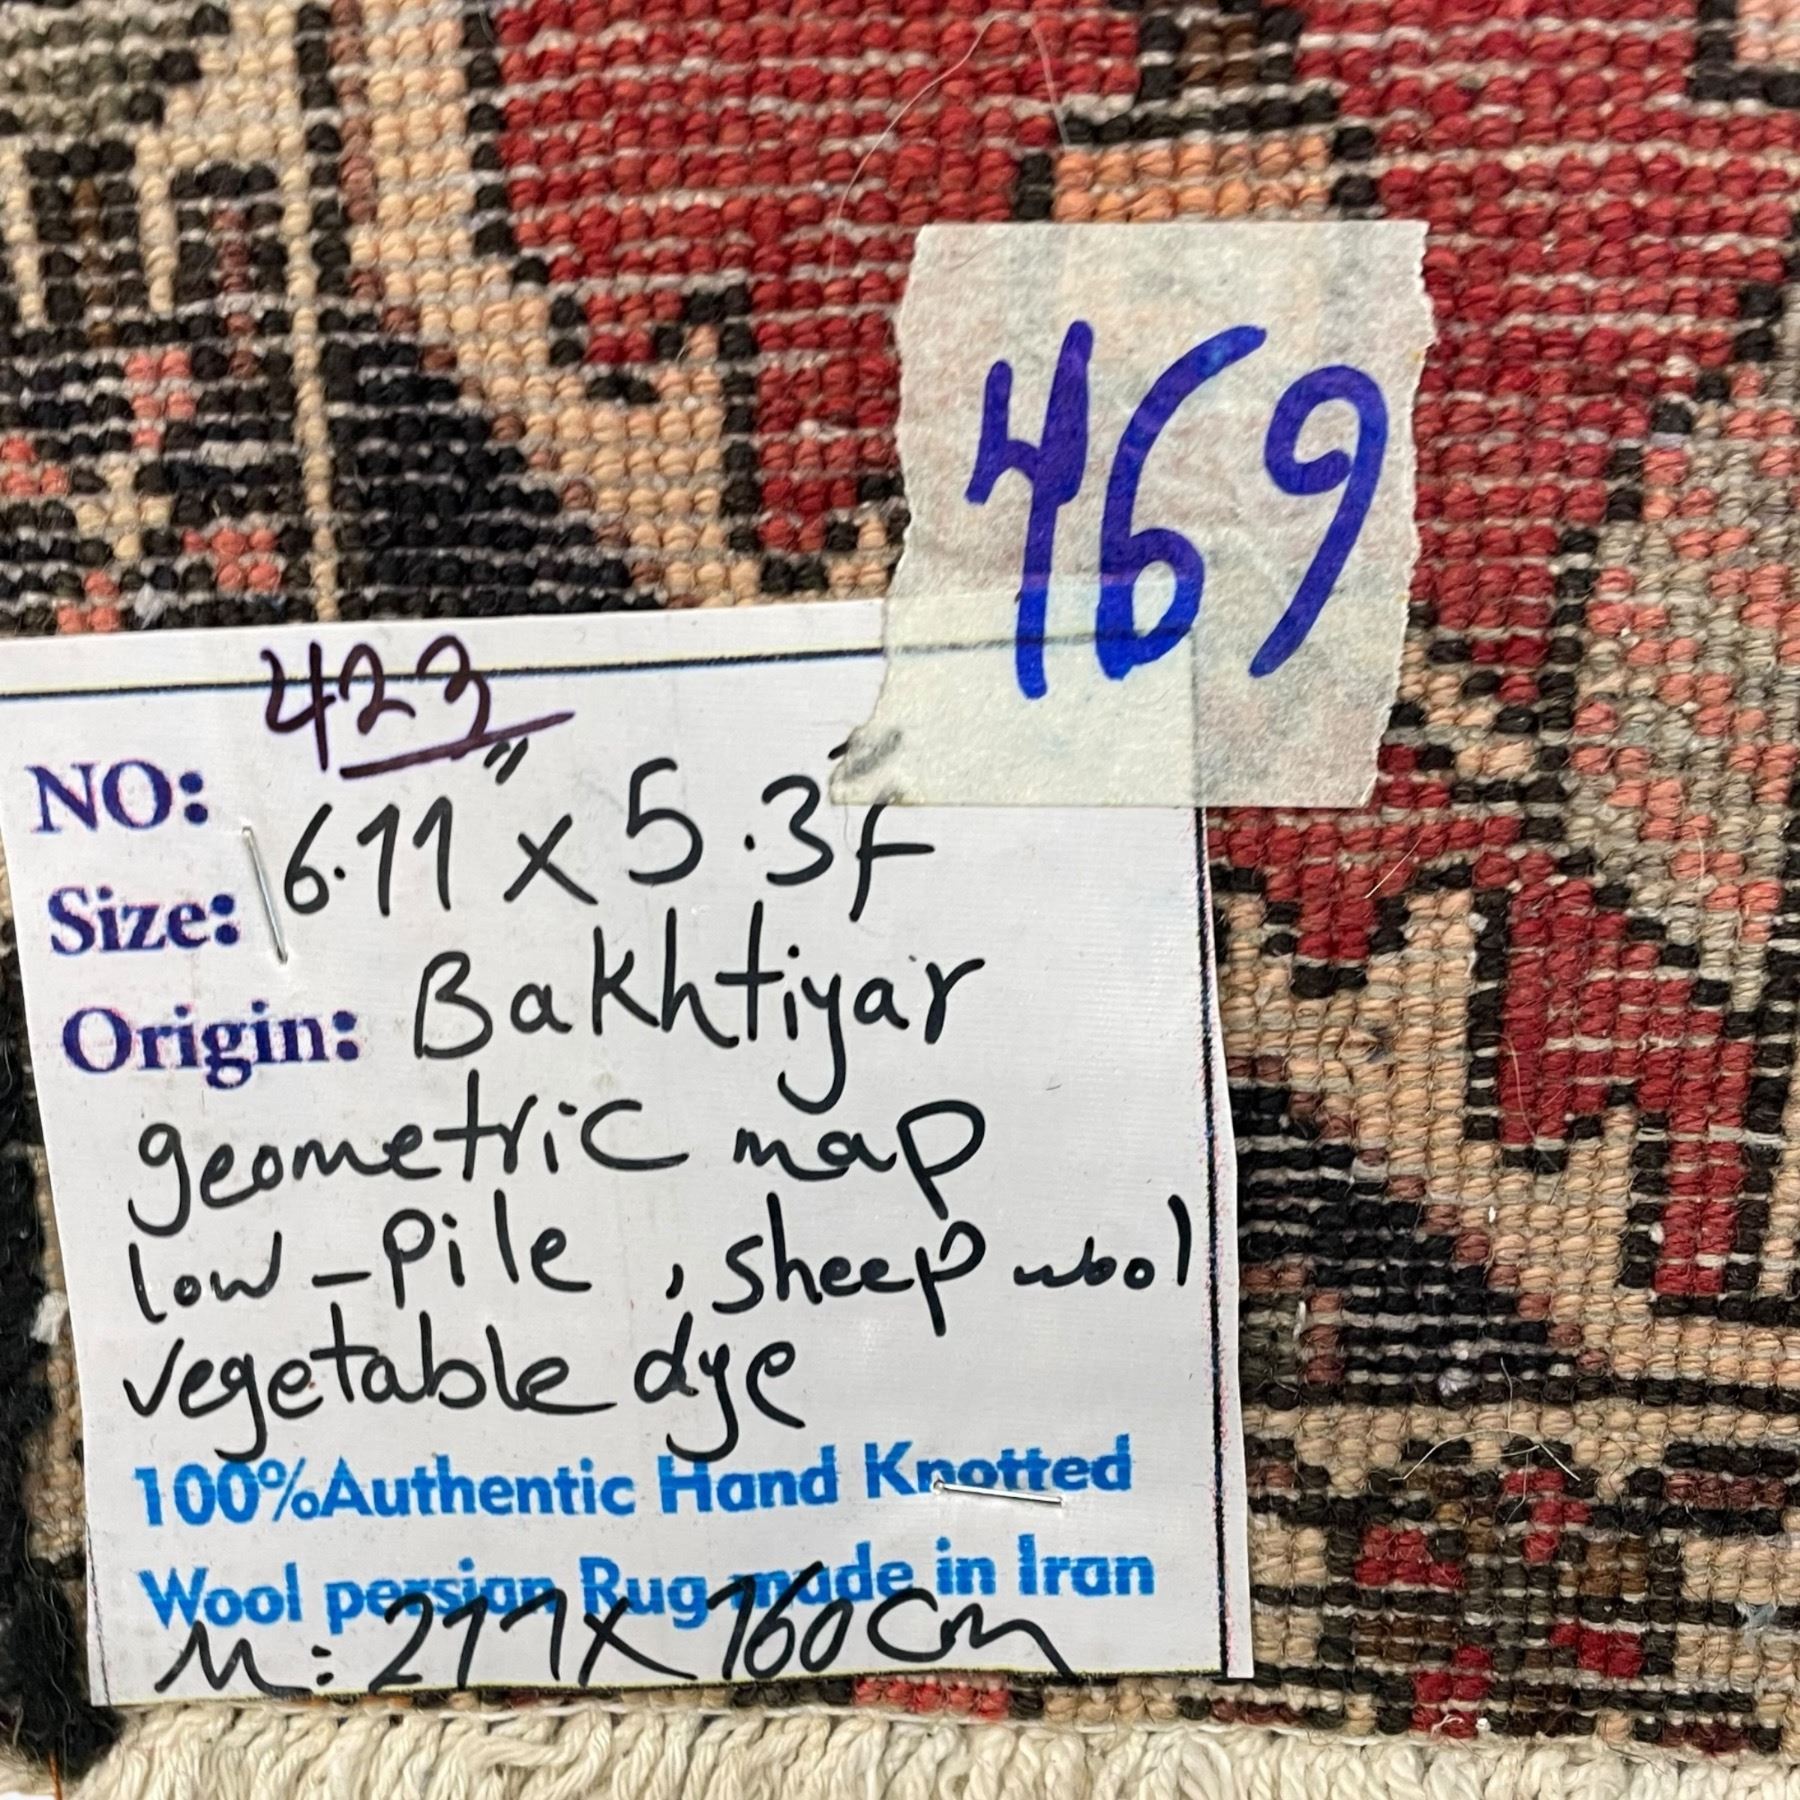 469
423
NO:
Size: 6.11" x 5.3f
Origin: Bakhtiyar
geometric map
low-Pile, sheep wool
vegetable dye
100%Authentic Hand Knotted
Wool persian Rug made in Iran
M: 211x160cm